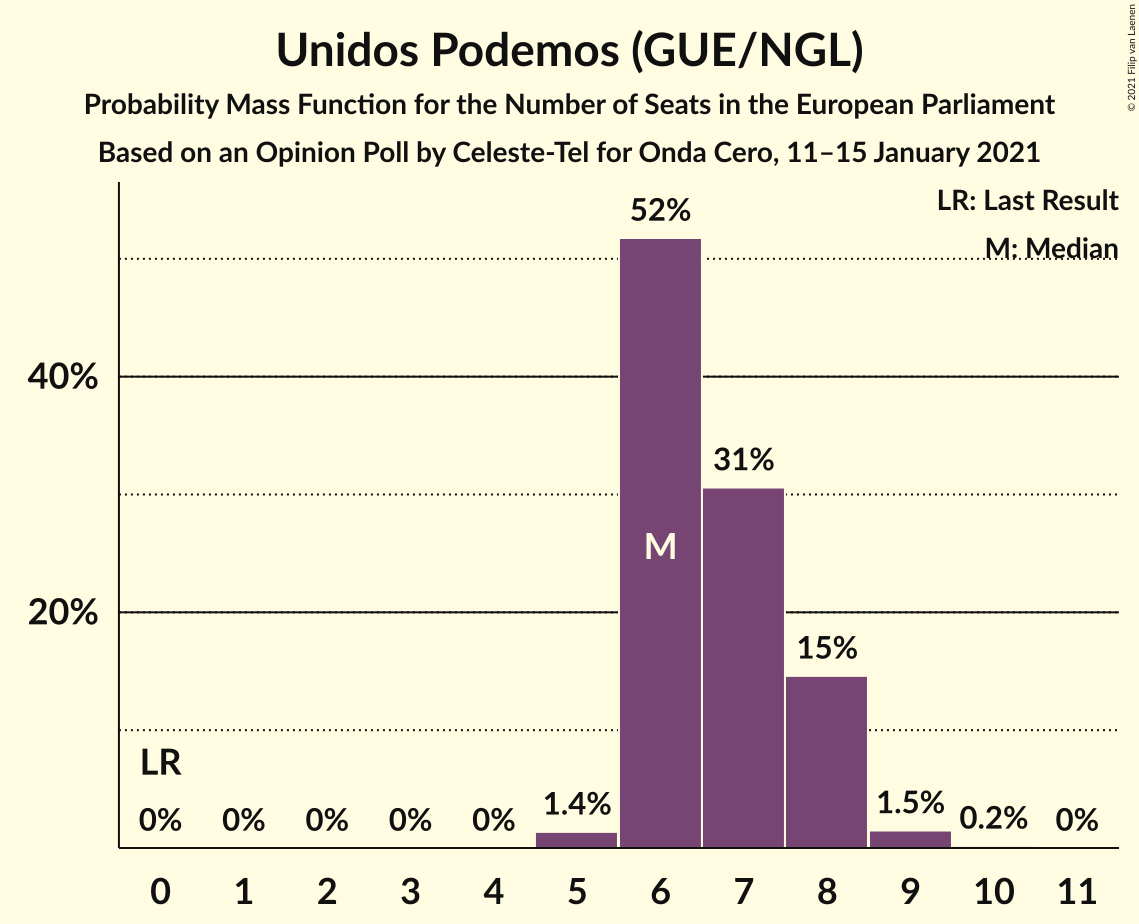 Unidos Podemos (GUE/NGL)
Probability Mass Function for the Number of Seats in the European Parliament
Based on an Opinion Poll by Celeste-Tel for Onda Cero, 11–15 January 2021
© 2021 Filip van Laenen
LR: Last Result
M: Median
52%
40%
31%
M
20%
15%
LR
0% 0% 0% 0% 0% 1.4% 1.5% 0.2% 0%
0 1 2 3 4 5 6 7 8 9 10 11